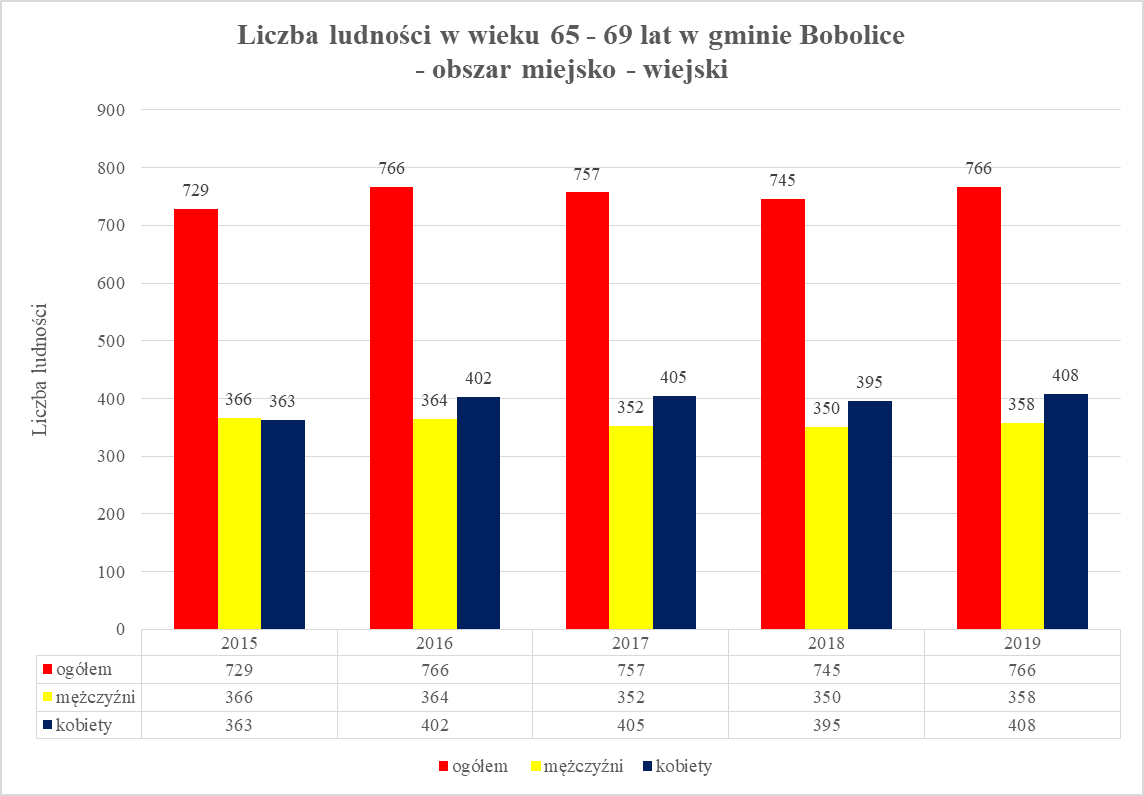 Liczba ludności w wieku 65 - 69 lat w gminie Bobolice
- obszar miejsko - wiejski
Liczba ludności
900
800
700
600
500
400
300
200
100
0
729 366 363
766 364 402
757 352 405
745 350 395
766 358 408
2015 2016 2017 2018 2019
ogółem 729 766 757 745 766
mężczyźni 366 364 352 350 358
kobiety 363 402 405 395 408
ogółem mężczyźni kobiety